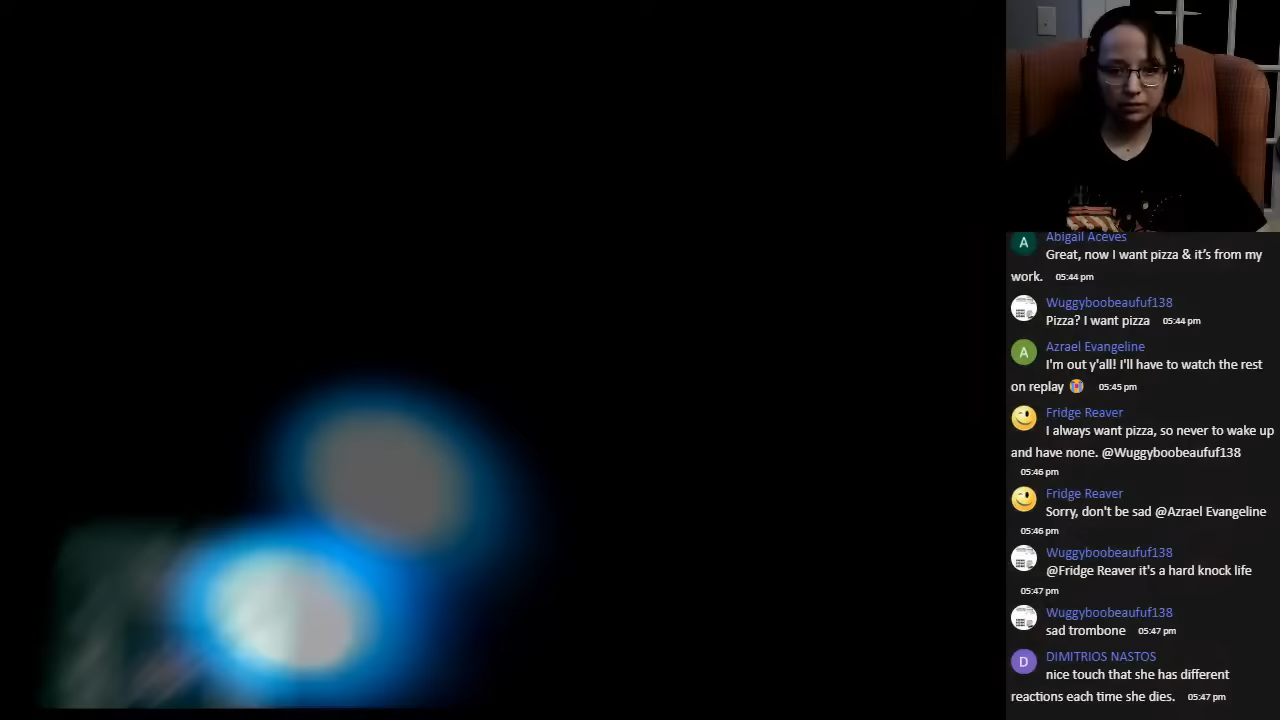 A
Abigail Aceves
Great, now I want pizza & it's from my
work. 05:44 pm
Wuggyboobeaufuf138
Pizza? I want pizza 05:44 pm
A
Azrael Evangeline
I'm out y'all! I'll have to watch the rest
on replay 😭 05:45 pm
Fridge Reaver
I always want pizza, so never to wake up
and have none. @Wuggyboobeaufuf138
05:46 pm
Fridge Reaver
Sorry, don't be sad @Azrael Evangeline
05:46 pm
Wuggyboobeaufuf138
@Fridge Reaver it's a hard knock life
05:47 pm
Wuggyboobeaufuf138
sad trombone 05:47 pm
D
DIMITRIOS NASTOS
nice touch that she has different
reactions each time she dies. 05:47 pm